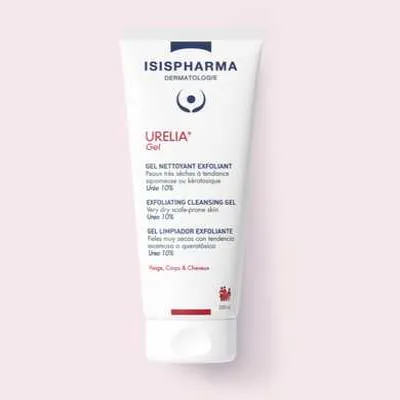 ISISPHARMA
DERMATOLOGIE
URELIA
Gel
GEL NETTOYANT EXFOLIANT
Peaux très sèches à tendance
squameuse ou kératosique
Urée 10%
EXFOLIATING CLEANSING GEL
Very dry scale-prone skin
Urea 10%
GEL LIMPIADOR EXFOLIANTE
Pieles muy secas con tendencia
escamosa o queratósica
Urea 10%
Visage, Corps & Cheveux
200 ml